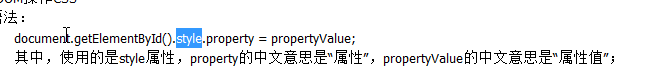 语法：
document.getElementById().style.property = propertyValue;
其中，使用的是style属性，property的中文意思是“属性”，propertyValue的中文意思是“属性值”；